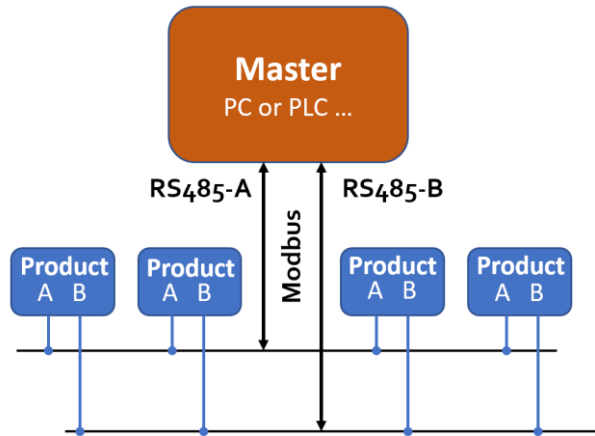 Master
PC or PLC ...
RS485-A
RS485-B
Modbus
Product
A B
Product
A B
Product
A B
Product
A B